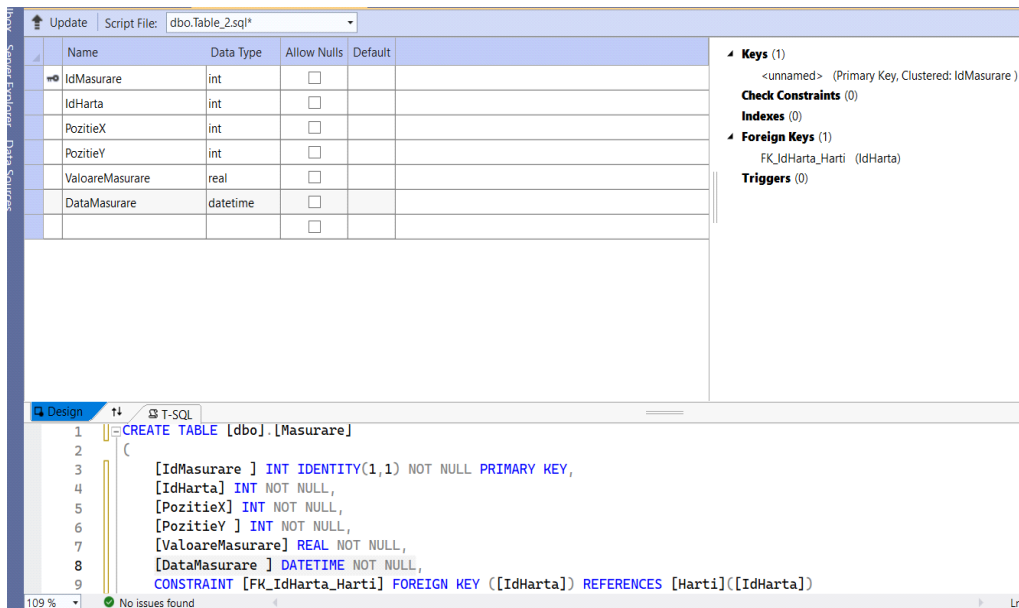 Update Script File: dbo.Table_2.sql*
Name Data Type Allow Nulls Default
IdMasurare int
IdHarta int
PozitieX int
PozitieY int
ValoareMasurare real
DataMasurare datetime
Keys (1)
<unnamed> (Primary Key, Clustered: IdMasurare )
Check Constraints (0)
Indexes (0)
Foreign Keys (1)
FK_IdHarta_Harti (IdHarta)
Triggers (0)
Server Explorer
Data Sources
Design T-SQL
1 CREATE TABLE [dbo].[Masurare]
2 (
3 [IdMasurare ] INT IDENTITY(1,1) NOT NULL PRIMARY KEY,
4 [IdHarta] INT NOT NULL,
5 [PozitieX] INT NOT NULL,
6 [PozitieY ] INT NOT NULL,
7 [ValoareMasurare] REAL NOT NULL,
8 [DataMasurare ] DATETIME NOT NULL,
9 CONSTRAINT [FK_IdHarta_Harti] FOREIGN KEY ([IdHarta]) REFERENCES [Harti]([IdHarta])
109 % No issues found